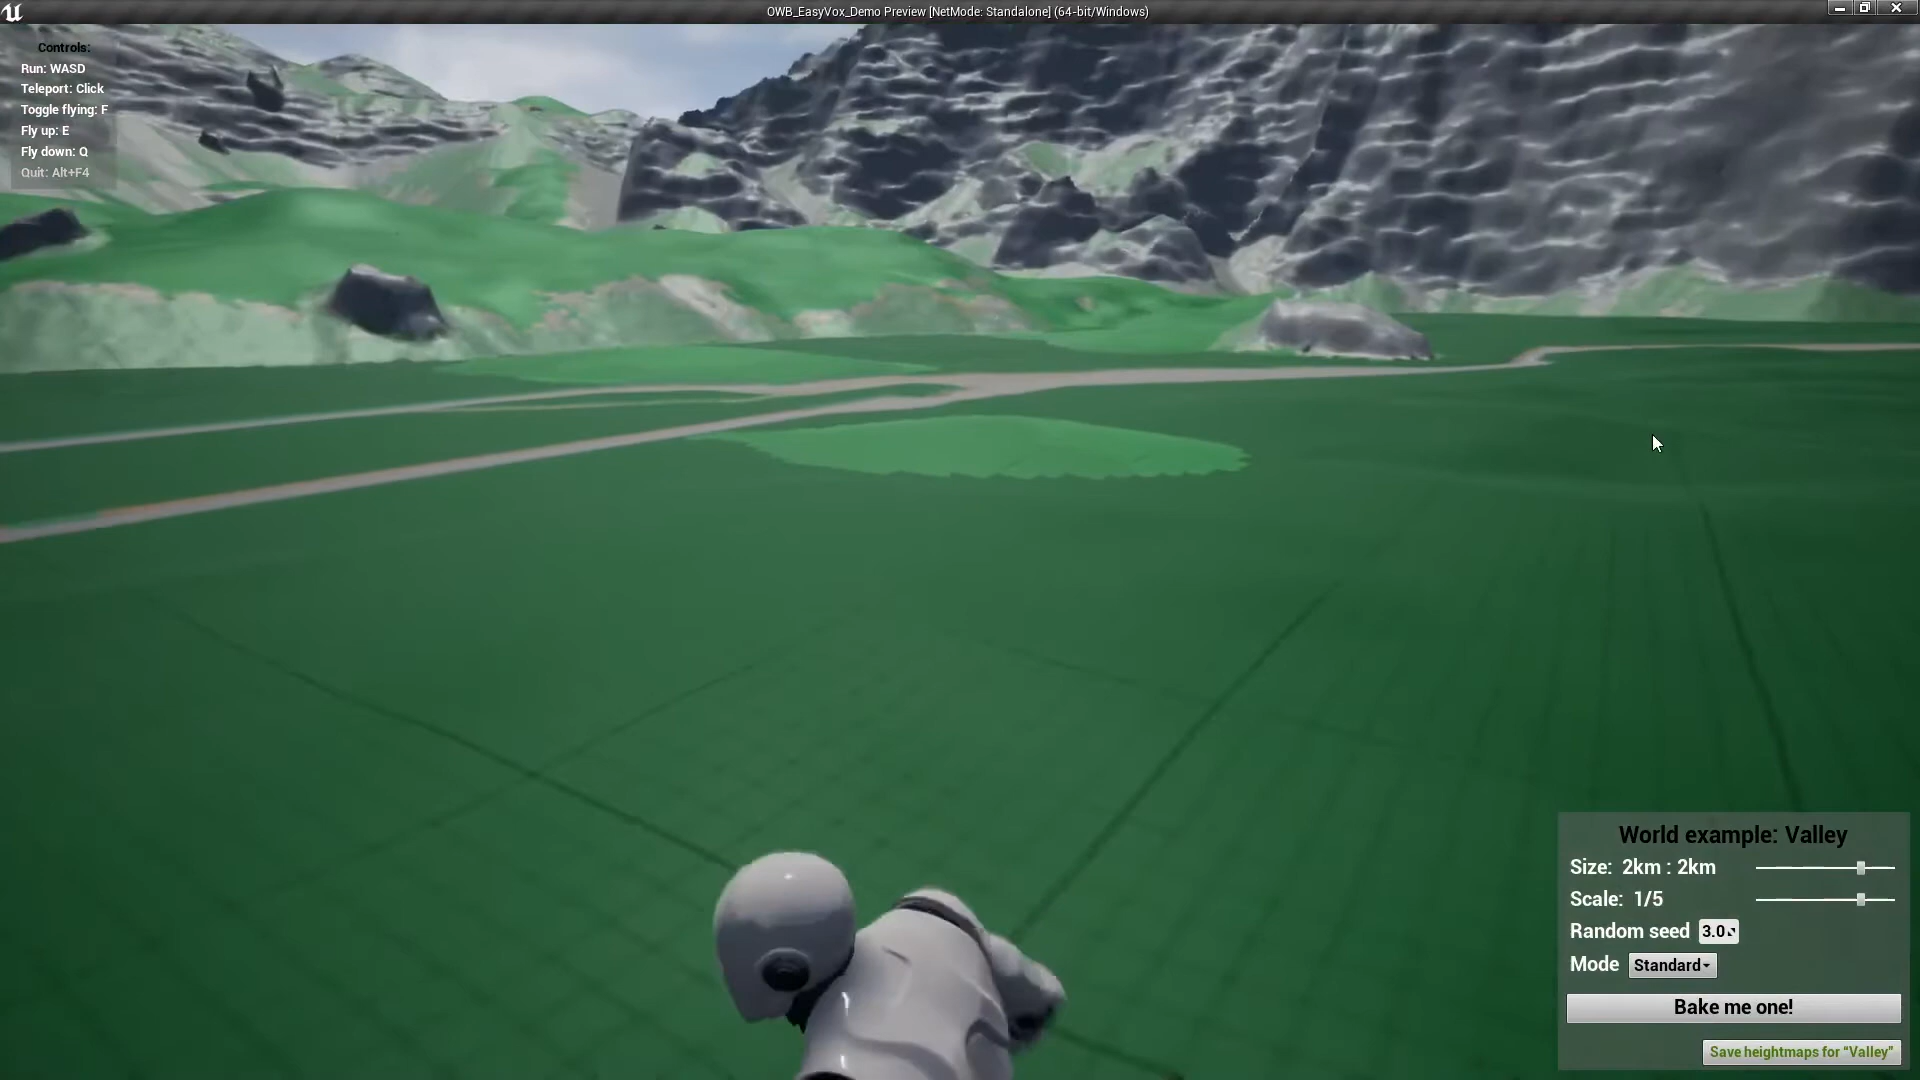 OWB_EasyVox_Demo Preview [NetMode: Standalone] (64-bit/Windows)
Controls:
Run: WASD
Teleport: Click
Toggle flying: F
Fly up: E
Fly down: Q
Quit: Alt+F4
World example: Valley
Size: 2km : 2km
Scale: 1/5
Random seed 3.0
Mode Standard
Bake me one!
Save heightmaps for "Valley"